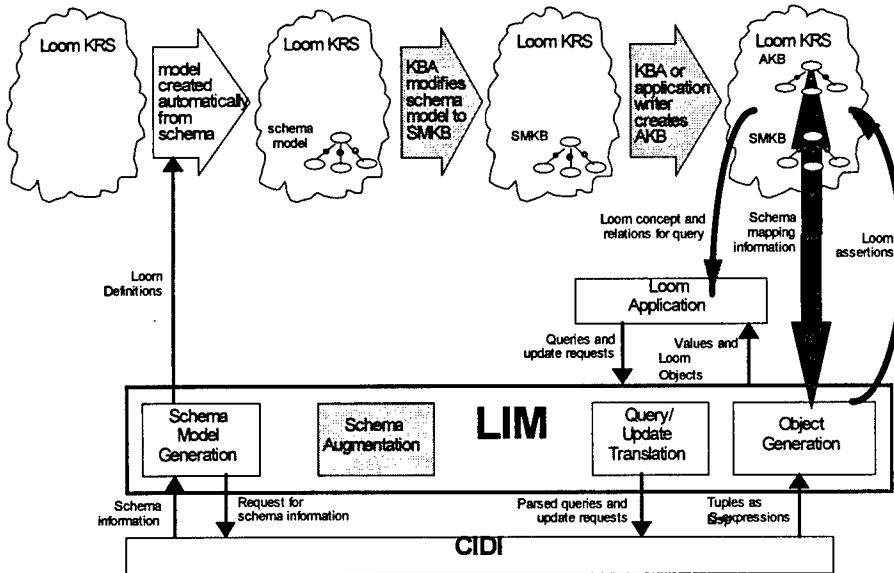 Loom KRS
Loom KRS
Loom KRS
Loom KRS
model
created
automatically
from
schema
KBA
modifies
schema
model to
SMKB
KBA or
application
writer
creates
AKB
schema
model
SMKB
AKB
SMKB
Loom
Definitions
Loom concept and
relations for query
Schema
mapping
information
Loom
assertions
Loom
Application
Queries and
update requests
Values and
Loom
Objects
Schema
Model
Generation
Schema
Augmentation
LIM
Query/
Update
Translation
Object
Generation
Schema
information
Request for
schema information
Parsed queries and
update requests
Tuples as
S-expressions
CIDI